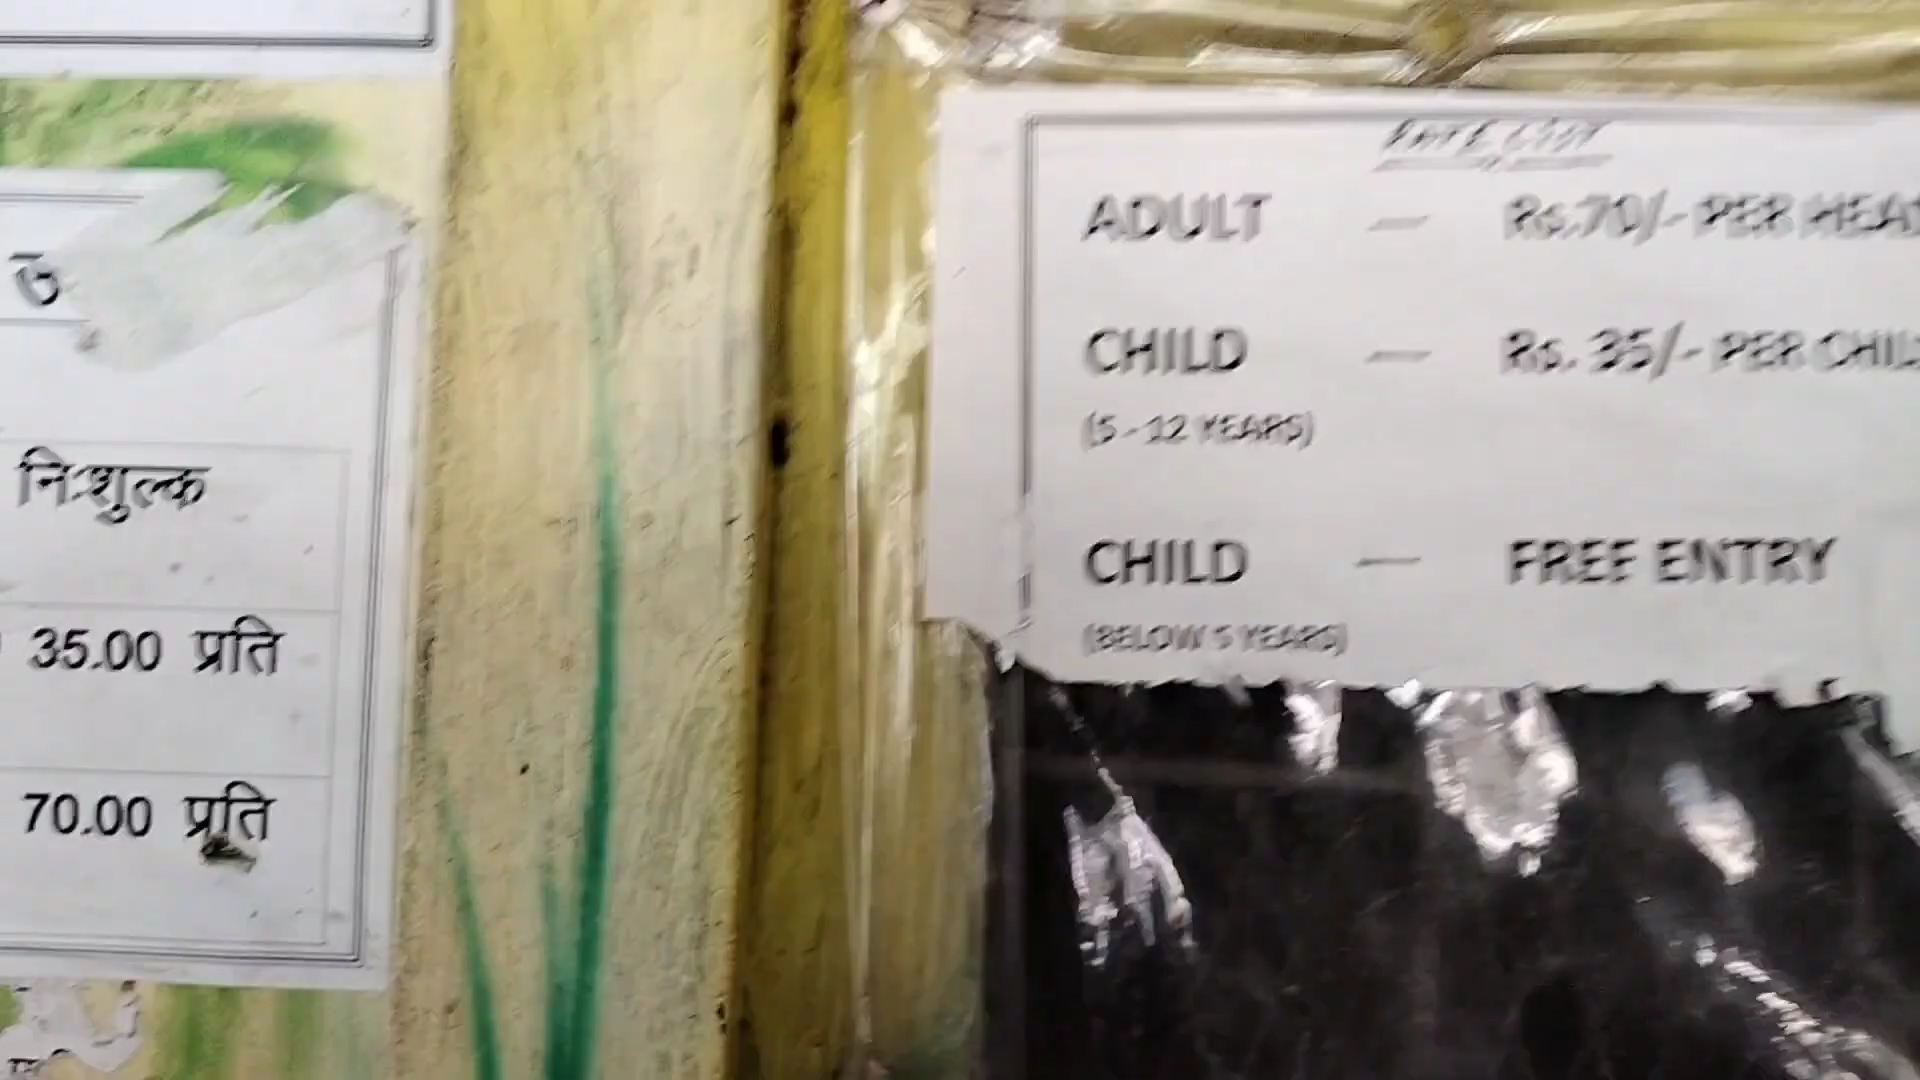 नि:शुल्क
35.00 प्रति
70.00 प्रति
ADULT — Rs.70/- PER HEAD
CHILD — Rs. 35/- PER CHIL
(5 - 12 YEARS)
CHILD — FREE ENTRY
(BELOW 5 YEARS)